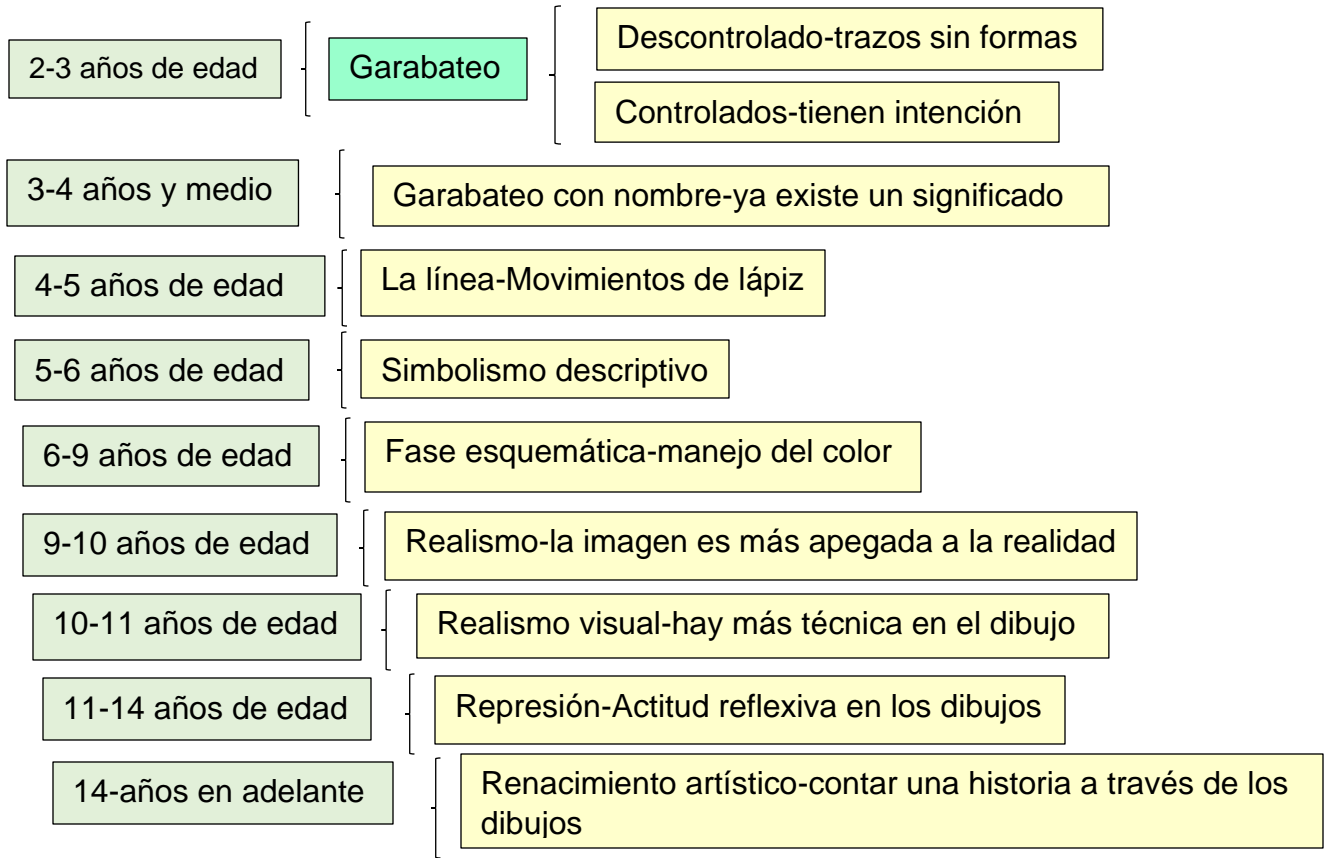 2-3 años de edad
Garabateo
Descontrolado-trazos sin formas
Controlados-tienen intención
3-4 años y medio
Garabateo con nombre-ya existe un significado
4-5 años de edad
La línea-Movimientos de lápiz
5-6 años de edad
Simbolismo descriptivo
6-9 años de edad
Fase esquemática-manejo del color
9-10 años de edad
Realismo-la imagen es más apegada a la realidad
10-11 años de edad
Realismo visual-hay más técnica en el dibujo
11-14 años de edad
Represión-Actitud reflexiva en los dibujos
14-años en adelante
Renacimiento artístico-contar una historia a través de los
dibujos